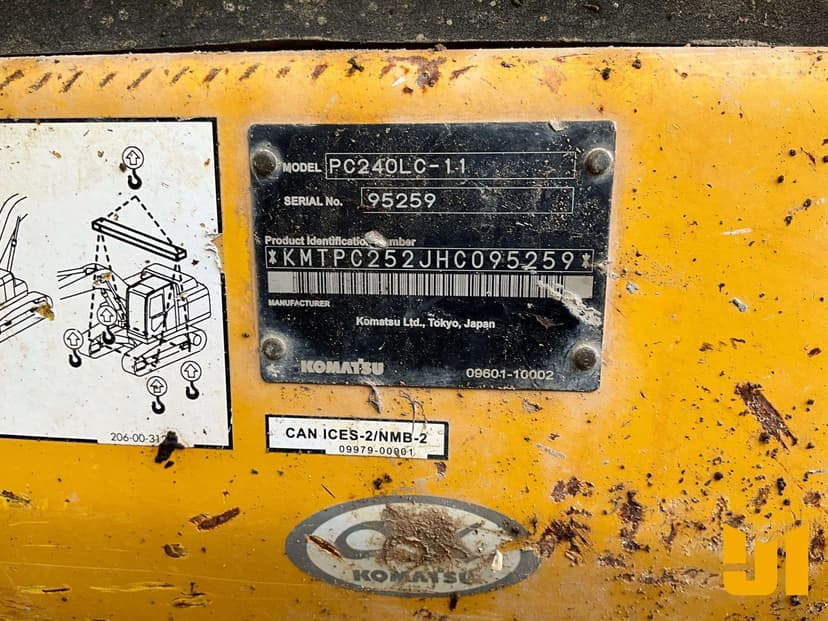 MODEL PC240LC-11
SERIAL No. 95259
Product Identification Number
*KMTPC252JHC095259*
MANUFACTURER
Komatsu Ltd., Tokyo, Japan
KOMATSU 09601-10002
206-00-31
CAN ICES-2/NMB-2
09979-00001
KOMATSU